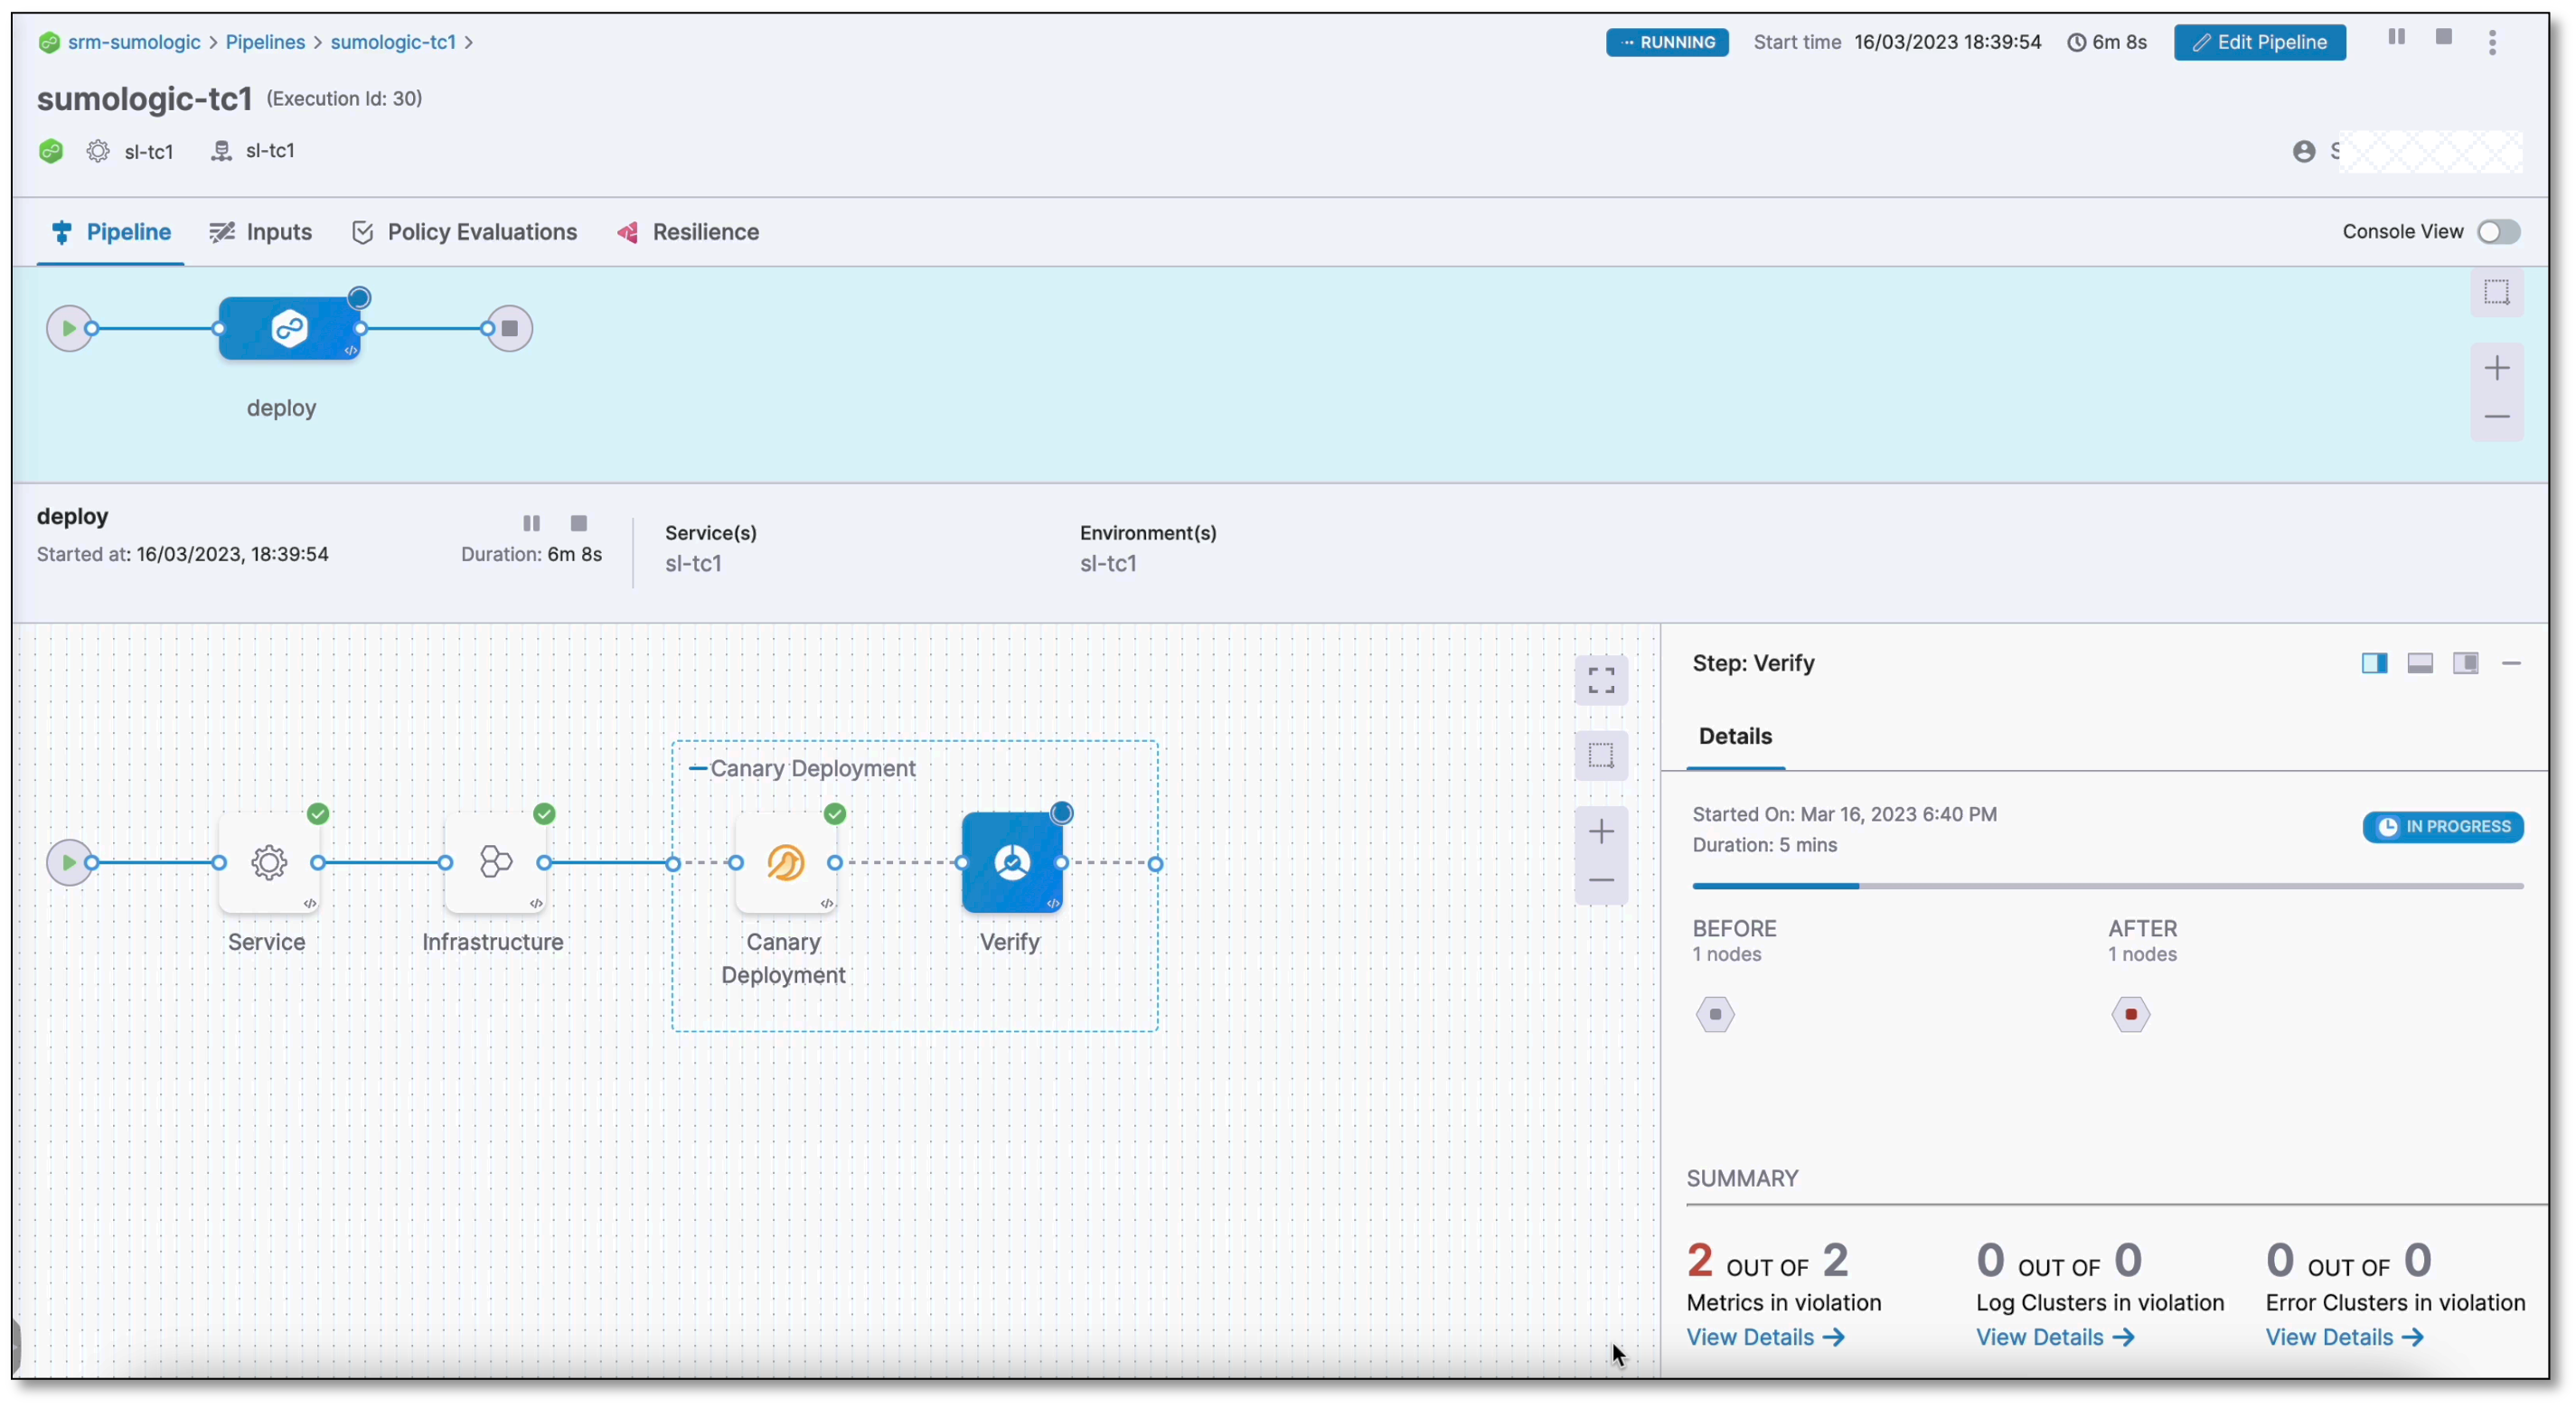 srm-sumologic > Pipelines > sumologic-tc1 >
RUNNING Start time 16/03/2023 18:39:54 6m 8s Edit Pipeline
sumologic-tc1 (Execution Id: 30)
sl-tc1 sl-tc1
S
Pipeline Inputs Policy Evaluations Resilience Console View
deploy
deploy
Started at: 16/03/2023, 18:39:54 Duration: 6m 8s
Service(s)
sl-tc1
Environment(s)
sl-tc1
Canary Deployment
Service
Infrastructure
Canary
Deployment
Verify
Step: Verify
Details
Started On: Mar 16, 2023 6:40 PM
Duration: 5 mins
IN PROGRESS
BEFORE
1 nodes
AFTER
1 nodes
SUMMARY
2 OUT OF 2
Metrics in violation
View Details →
0 OUT OF 0
Log Clusters in violation
View Details →
0 OUT OF 0
Error Clusters in violation
View Details →